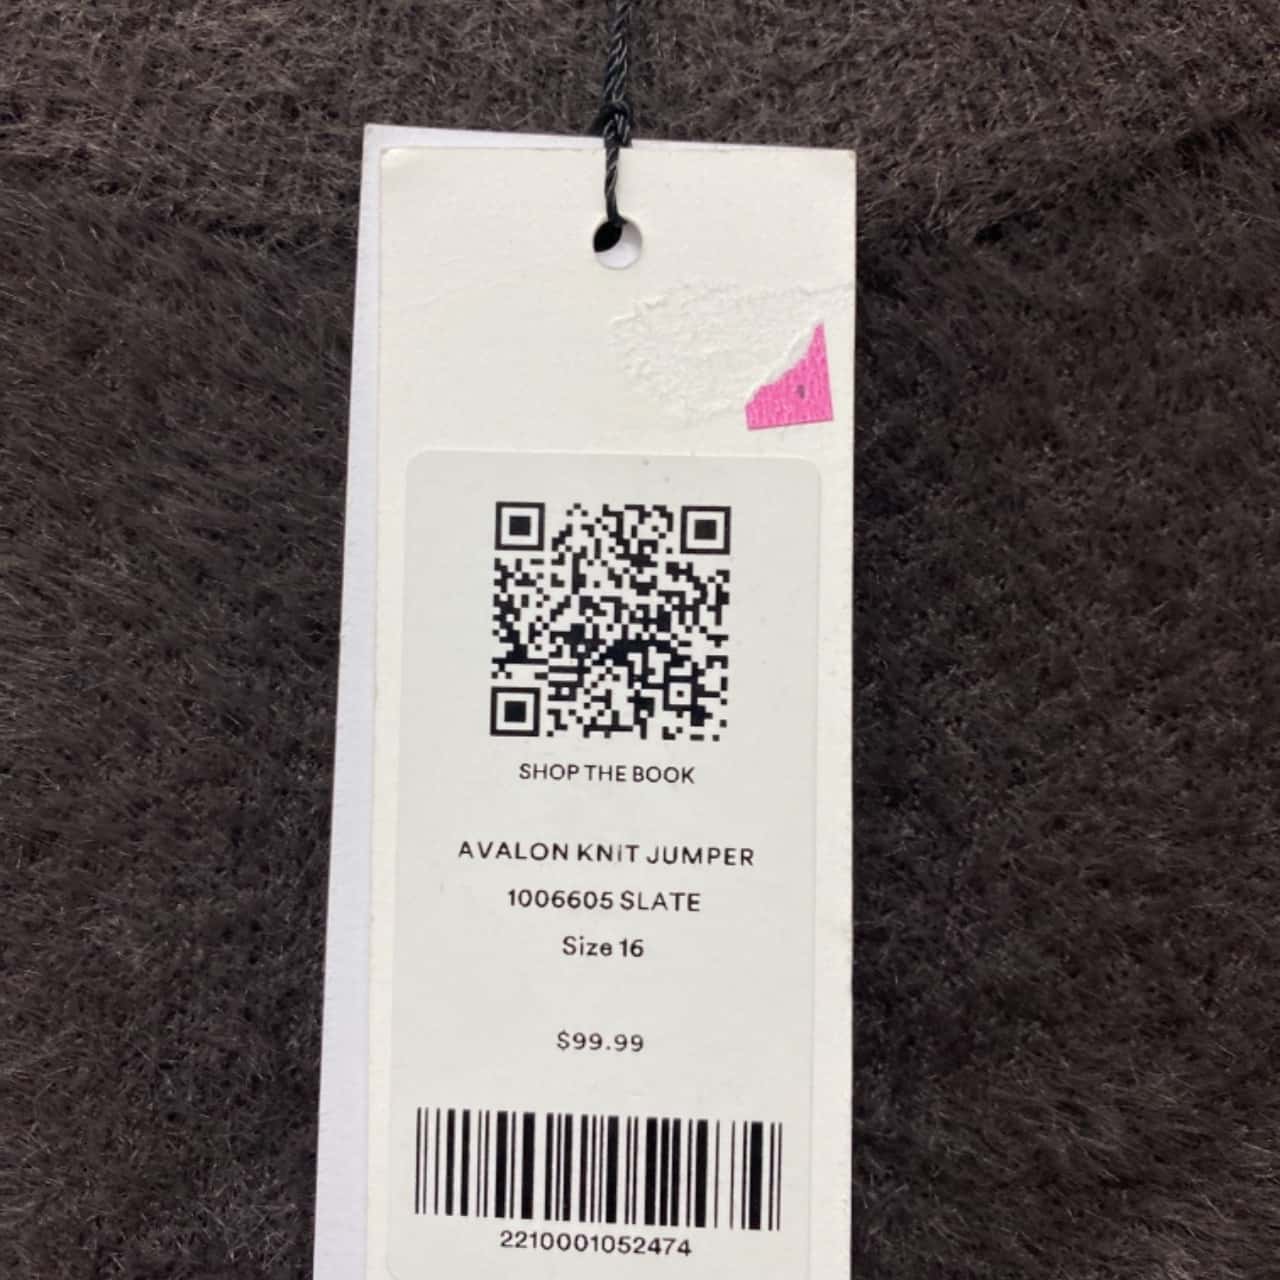 SHOP THE BOOK
AVALON KNIT JUMPER
1006605 SLATE
Size 16
$99.99
2210001052474